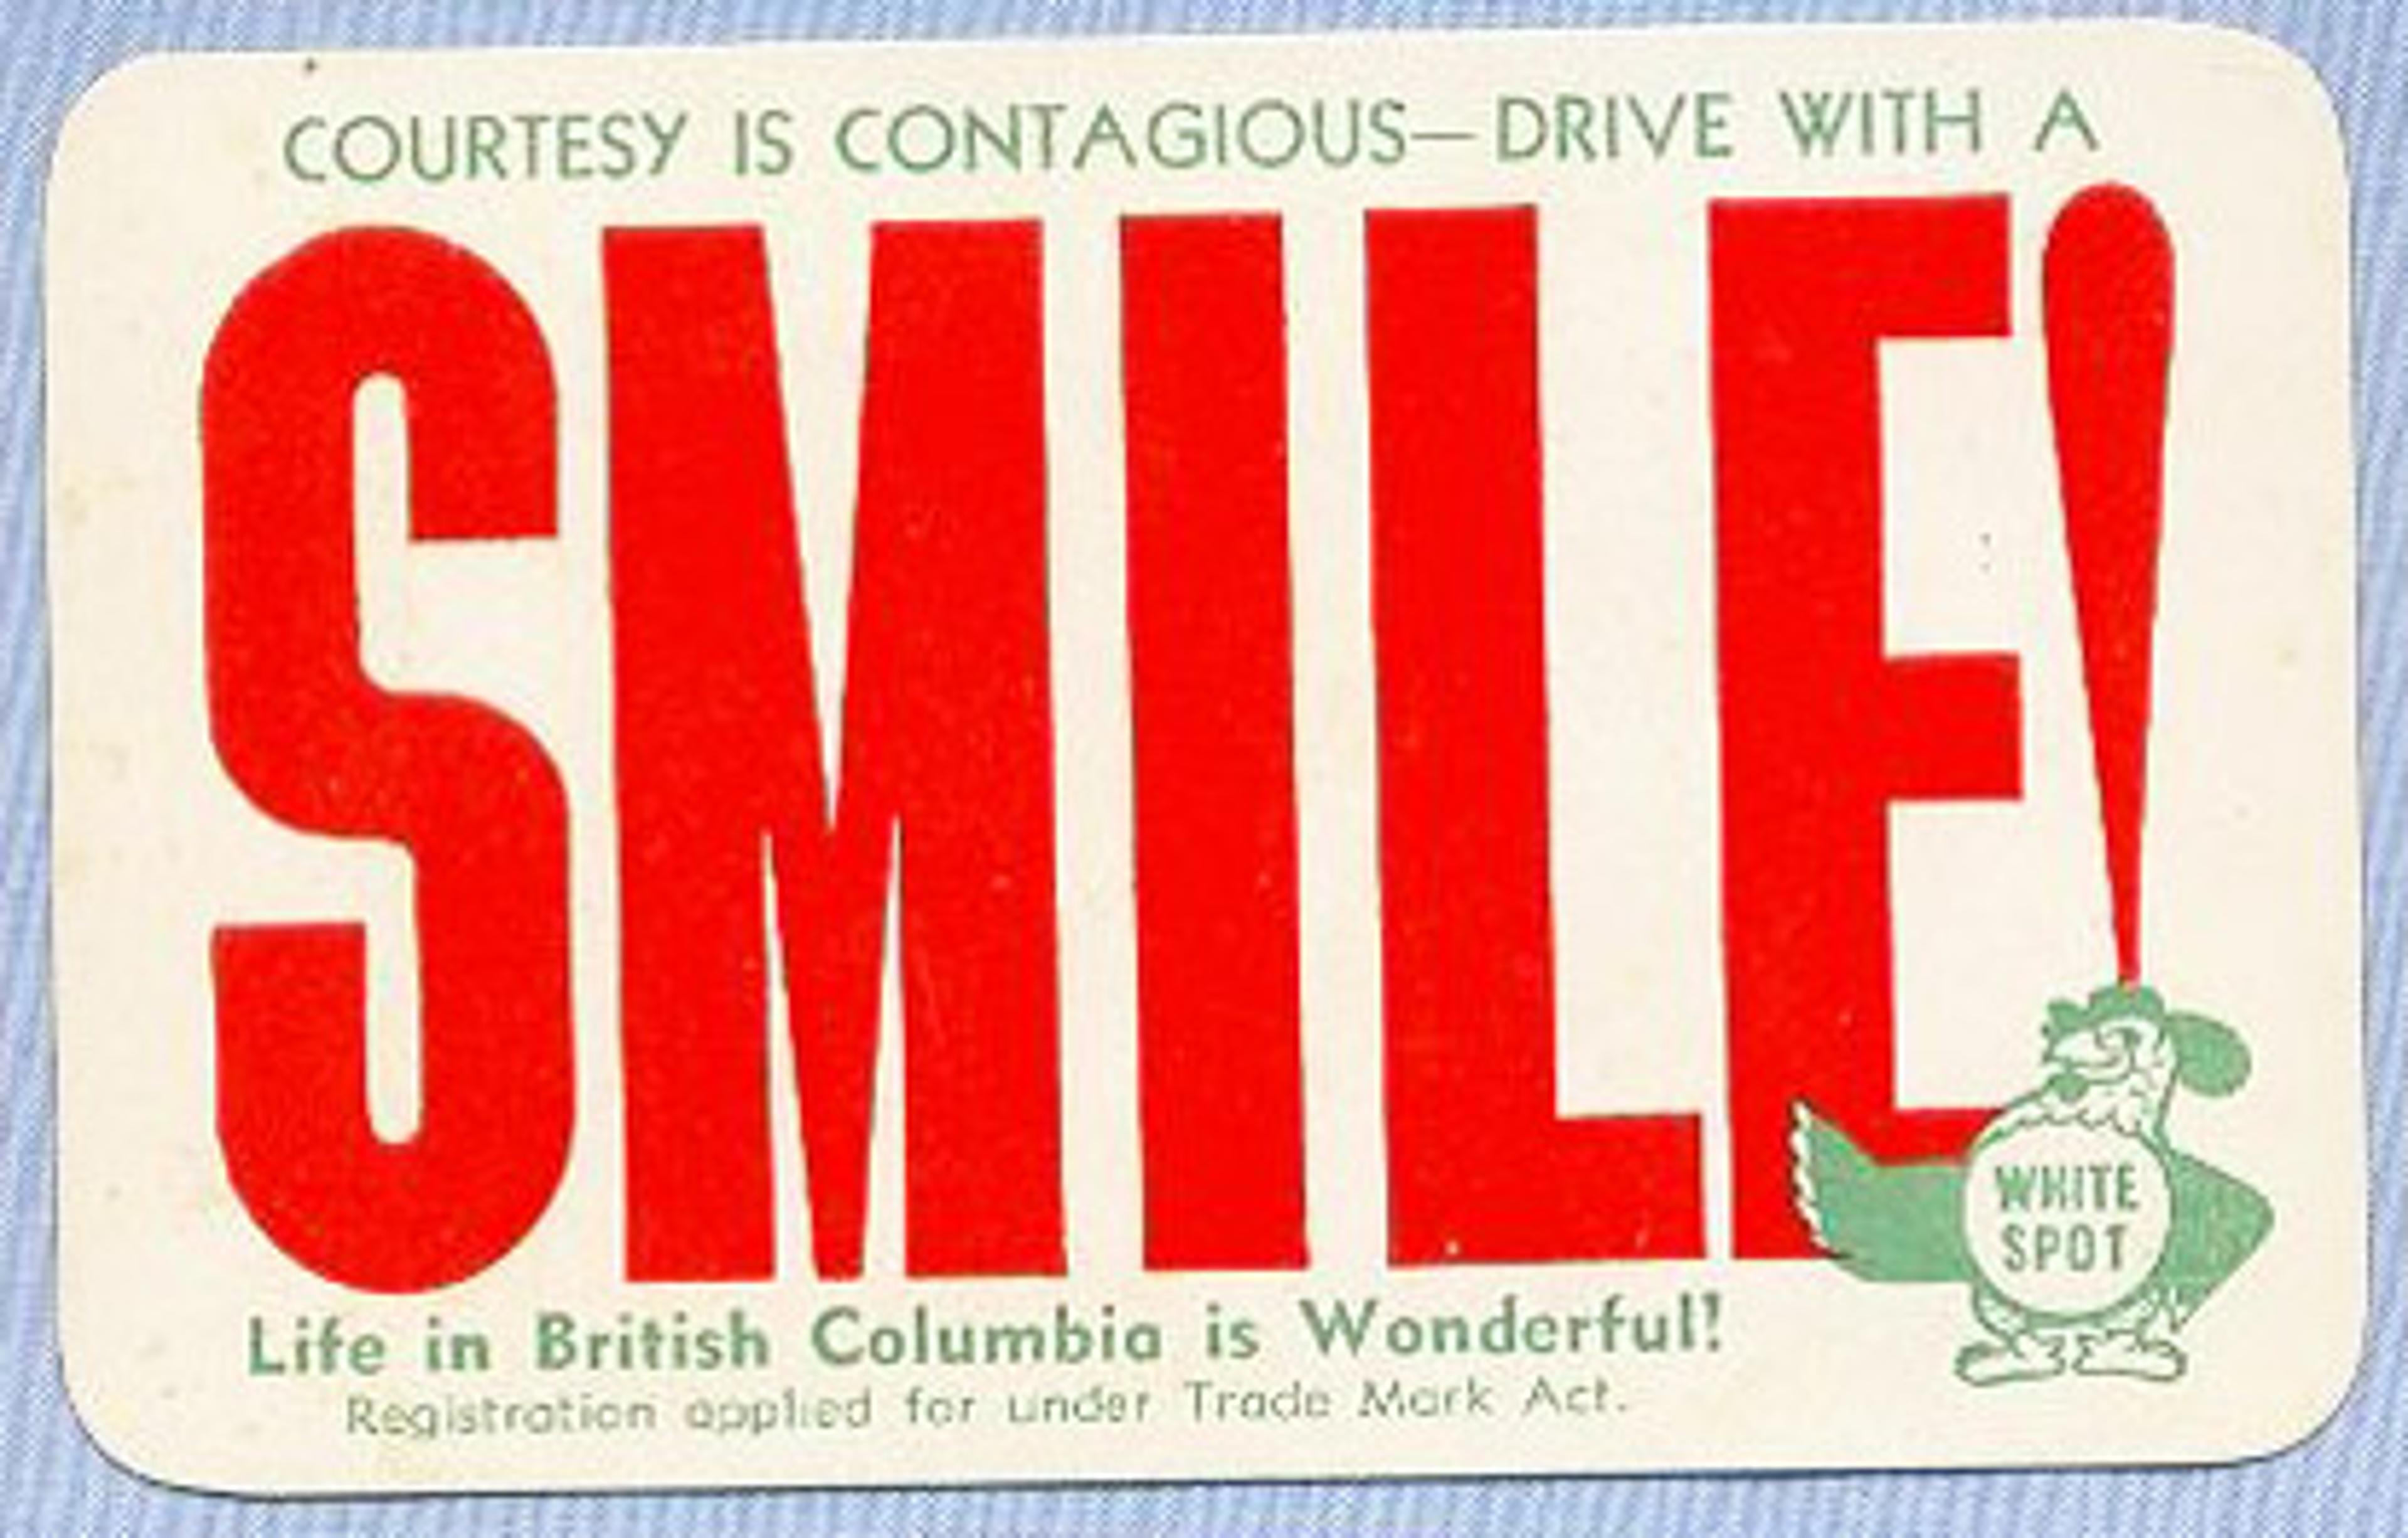 COURTESY IS CONTAGIOUS—DRIVE WITH A
SMILE!
WHITE
SPOT
Life in British Columbia is Wonderful!
Registration applied for under Trade Mark Act.